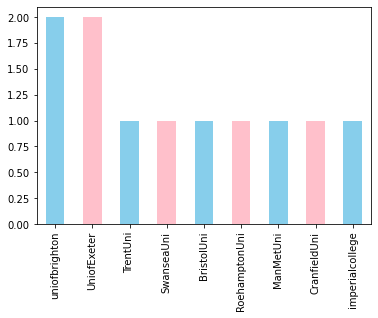 2.00
1.75
1.50
1.25
1.00
0.75
0.50
0.25
0.00
uniofbrighton
UniofExeter
TrentUni
SwanseaUni
BristolUni
RoehamptonUni
ManMetUni
CranfieldUni
imperialcollege